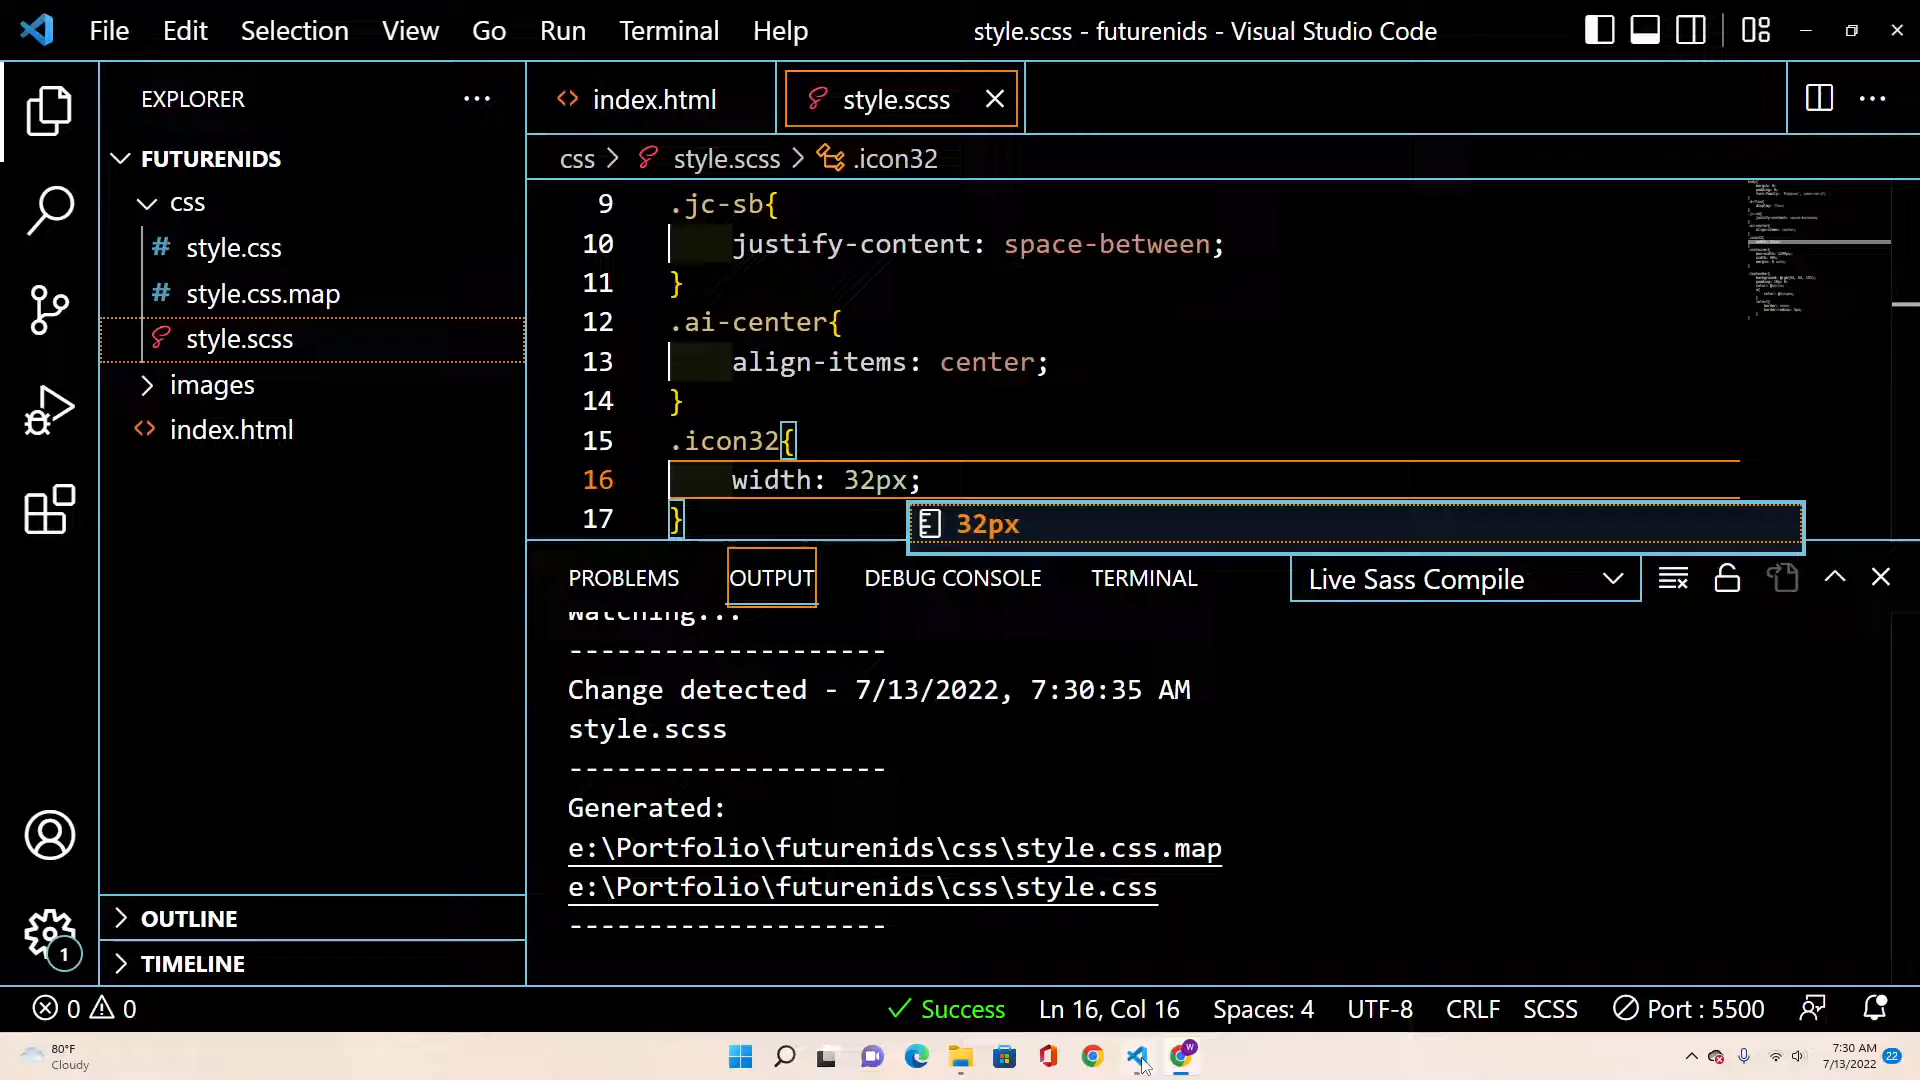 File Edit Selection View Go Run Terminal Help style.scss - futurenids - Visual Studio Code
EXPLORER
FUTURENIDS
css
style.css
style.css.map
style.scss
images
index.html
OUTLINE
TIMELINE
index.html style.scss
css > style.scss > .icon32
9 .jc-sb{
10 justify-content: space-between;
11 }
12 .ai-center{
13 align-items: center;
14 }
15 .icon32{
16 width: 32px;
17 }
32px
PROBLEMS OUTPUT DEBUG CONSOLE TERMINAL Live Sass Compile
Watching...
--------------------
Change detected - 7/13/2022, 7:30:35 AM
style.scss
--------------------
Generated:
e:\Portfolio\futurenids\css\style.css.map
e:\Portfolio\futurenids\css\style.css
--------------------
1
0 0 Success Ln 16, Col 16 Spaces: 4 UTF-8 CRLF SCSS Port : 5500
80°F
Cloudy
W
7:30 AM
7/13/2022
22